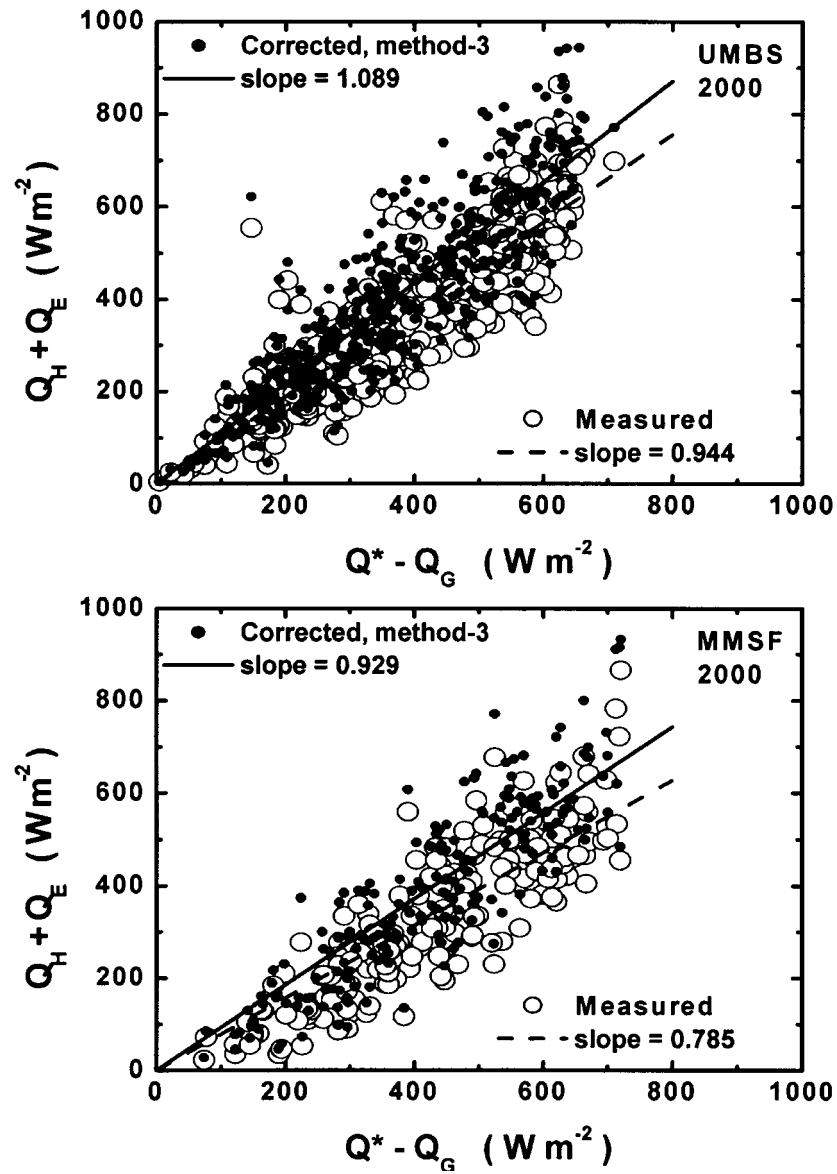 1000
800
600
400
200
0
Q_H + Q_E (Wm⁻²)
Corrected, method-3
slope = 1.089
UMBS
2000
Measured
slope = 0.944
200
400
600
800
1000
Q* - Q_G (W m⁻²)
1000
800
600
400
200
0
Q_H + Q_E (Wm⁻²)
Corrected, method-3
slope = 0.929
MMSF
2000
Measured
slope = 0.785
0
200
400
600
800
1000
Q* - Q_G (W m⁻²)